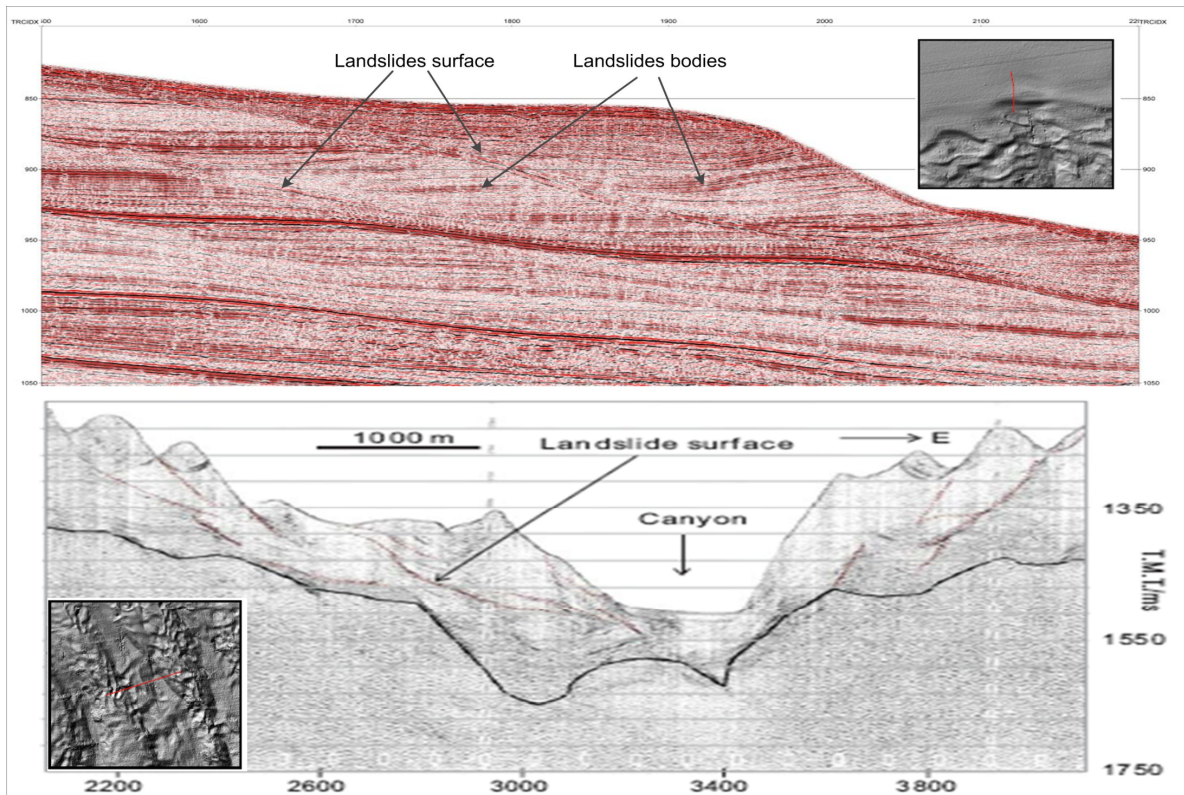 TRCIDX 1600 1700 1800 1900 2000 2100 TRCIDX
Landslides surface Landslides bodies
850 850
900 900
950 950
1000 1000
1050 1050
1000 m Landslide surface E
Canyon
1350
T.M.T./ms
1550
1750
2200 2600 3000 3400 3800